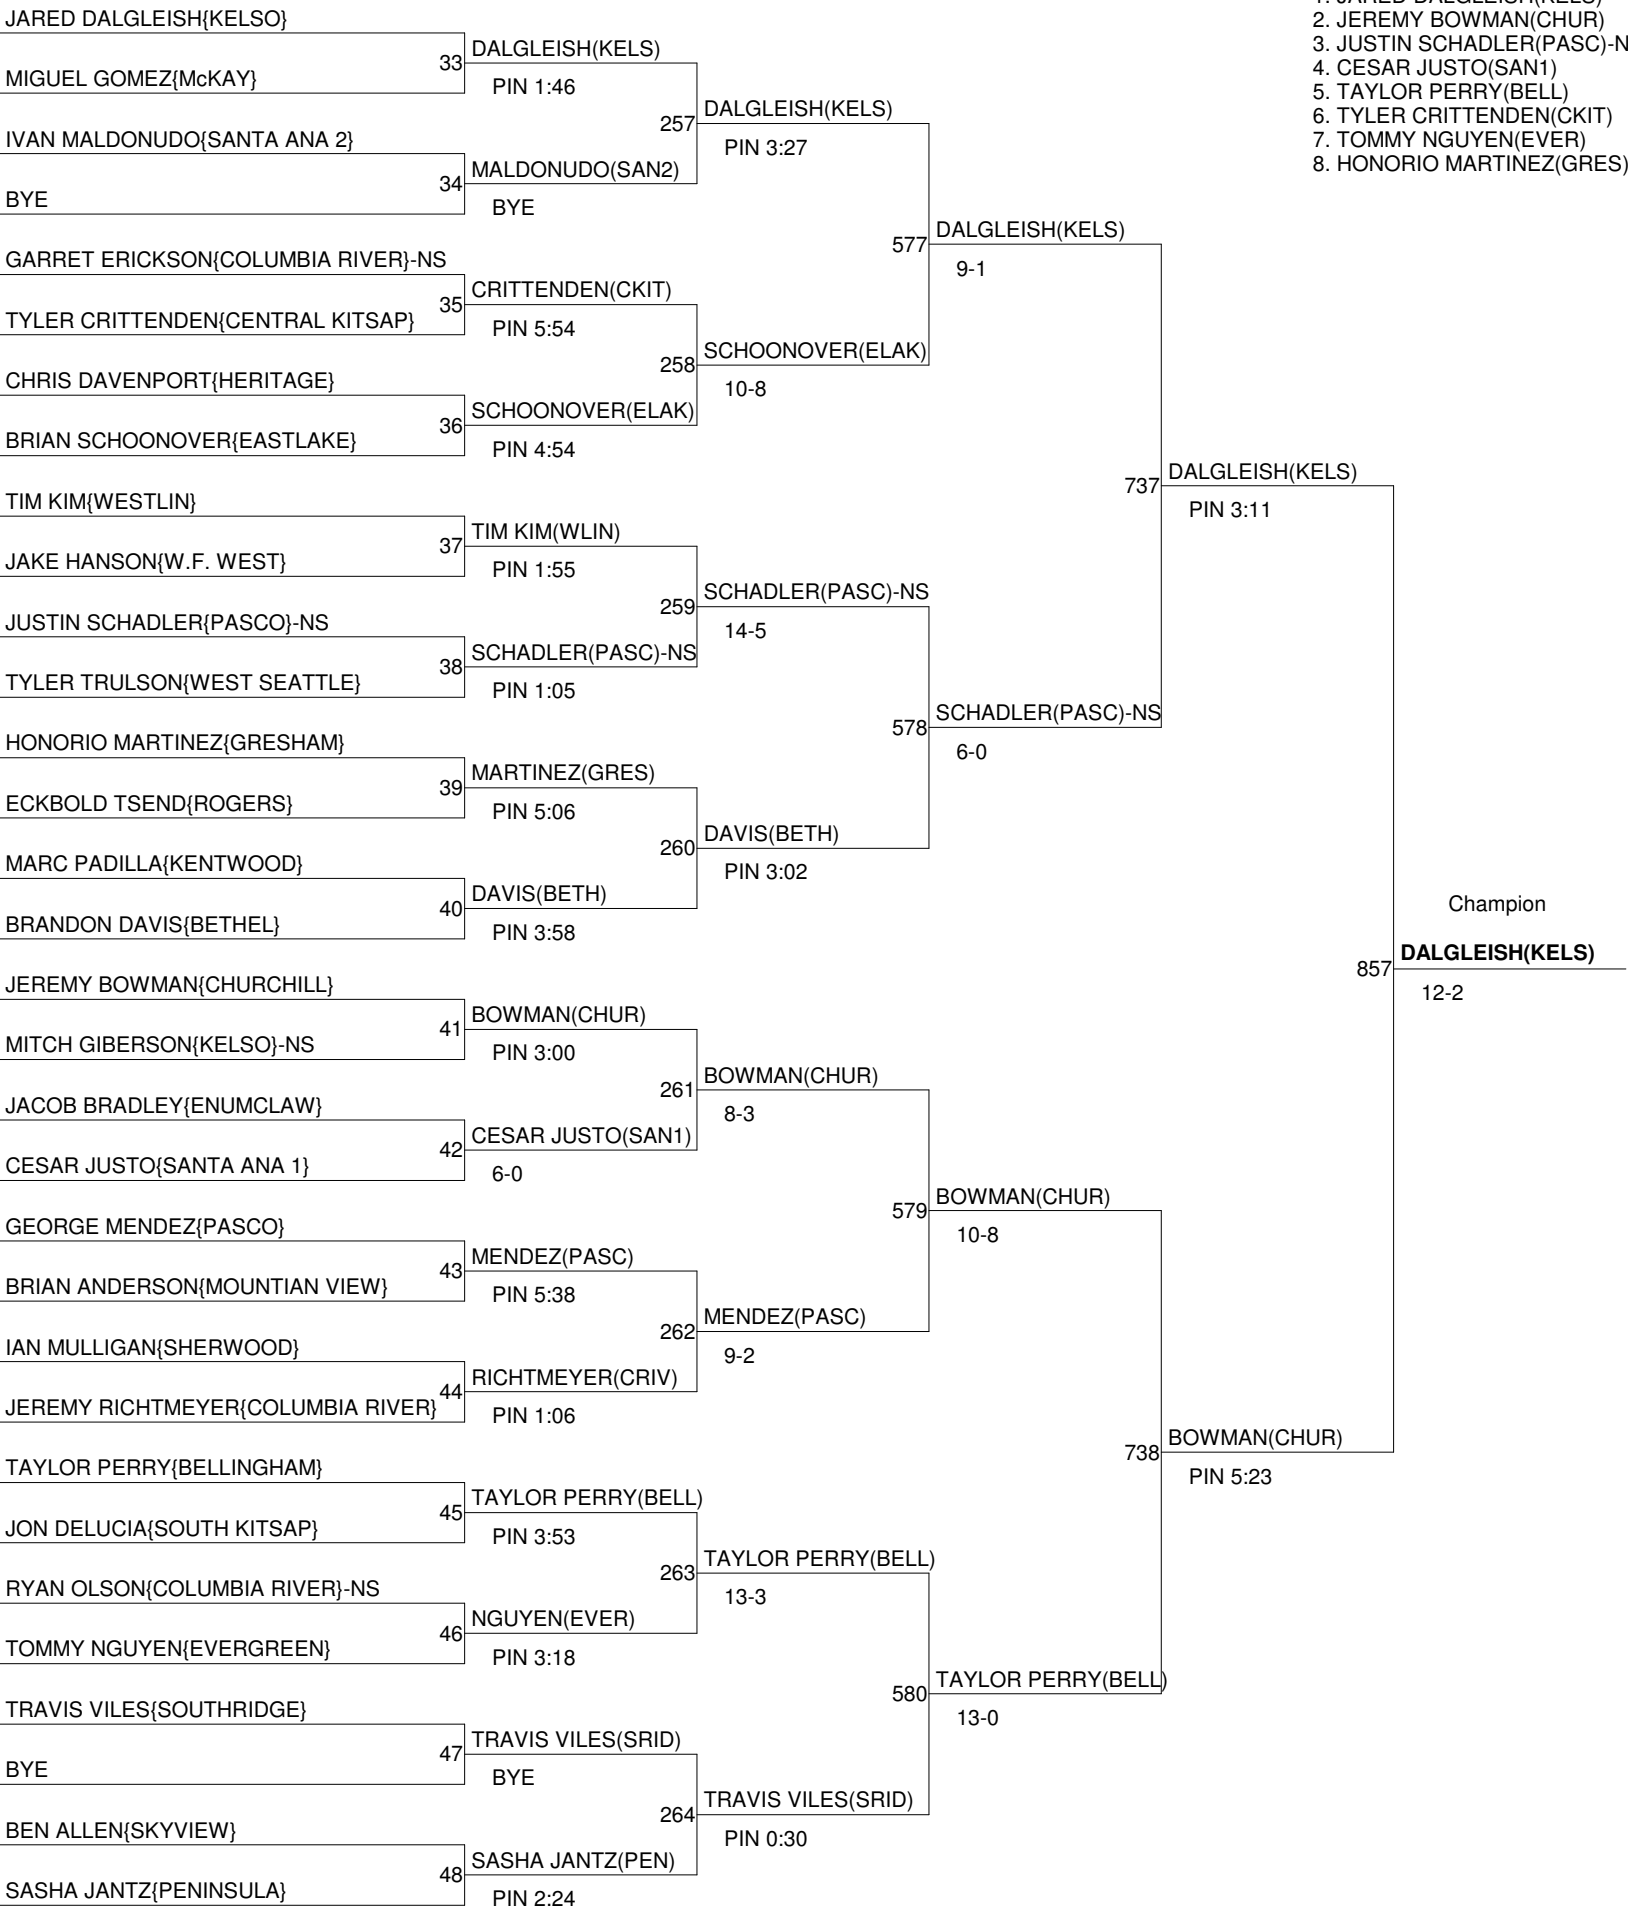 JARED DALGLEISH{KELSO}
33
DALGLEISH(KELS)
MIGUEL GOMEZ{McKAY}
PIN 1:46
257
DALGLEISH(KELS)
PIN 3:27
IVAN MALDONUDO{SANTA ANA 2}
34
MALDONUDO(SAN2)
BYE
BYE
577
DALGLEISH(KELS)
9-1
GARRET ERICKSON{COLUMBIA RIVER}-NS
35
CRITTENDEN(CKIT)
TYLER CRITTENDEN{CENTRAL KITSAP}
PIN 5:54
258
SCHOONOVER(ELAK)
10-8
CHRIS DAVENPORT{HERITAGE}
36
SCHOONOVER(ELAK)
BRIAN SCHOONOVER{EASTLAKE}
PIN 4:54
737
DALGLEISH(KELS)
PIN 3:11
TIM KIM{WESTLIN}
37
TIM KIM(WLIN)
JAKE HANSON{W.F. WEST}
PIN 1:55
259
SCHADLER(PASC)-NS
14-5
JUSTIN SCHADLER{PASCO}-NS
38
SCHADLER(PASC)-NS
TYLER TRULSON{WEST SEATTLE}
PIN 1:05
578
SCHADLER(PASC)-NS
6-0
HONORIO MARTINEZ{GRESHAM}
39
MARTINEZ(GRES)
ECKBOLD TSEND{ROGERS}
PIN 5:06
260
DAVIS(BETH)
PIN 3:02
MARC PADILLA{KENTWOOD}
40
DAVIS(BETH)
BRANDON DAVIS{BETHEL}
PIN 3:58
Champion
857
DALGLEISH(KELS)
12-2
JEREMY BOWMAN{CHURCHILL}
41
BOWMAN(CHUR)
MITCH GIBERSON{KELSO}-NS
PIN 3:00
261
BOWMAN(CHUR)
8-3
JACOB BRADLEY{ENUMCLAW}
42
CESAR JUSTO(SAN1)
CESAR JUSTO{SANTA ANA 1}
6-0
579
BOWMAN(CHUR)
10-8
GEORGE MENDEZ{PASCO}
43
MENDEZ(PASC)
BRIAN ANDERSON{MOUNTIAN VIEW}
PIN 5:38
262
MENDEZ(PASC)
9-2
IAN MULLIGAN{SHERWOOD}
44
RICHTMEYER(CRIV)
JEREMY RICHTMEYER{COLUMBIA RIVER}
PIN 1:06
738
BOWMAN(CHUR)
PIN 5:23
TAYLOR PERRY{BELLINGHAM}
45
TAYLOR PERRY(BELL)
JON DELUCIA{SOUTH KITSAP}
PIN 3:53
263
TAYLOR PERRY(BELL)
13-3
RYAN OLSON{COLUMBIA RIVER}-NS
46
NGUYEN(EVER)
TOMMY NGUYEN{EVERGREEN}
PIN 3:18
580
TAYLOR PERRY(BELL)
13-0
TRAVIS VILES{SOUTHRIDGE}
47
TRAVIS VILES(SRID)
BYE
BYE
264
TRAVIS VILES(SRID)
PIN 0:30
BEN ALLEN{SKYVIEW}
48
SASHA JANTZ(PEN)
SASHA JANTZ{PENINSULA}
PIN 2:24
1. JARED DALGLEISH(KELS)
2. JEREMY BOWMAN(CHUR)
3. JUSTIN SCHADLER(PASC)-N
4. CESAR JUSTO(SAN1)
5. TAYLOR PERRY(BELL)
6. TYLER CRITTENDEN(CKIT)
7. TOMMY NGUYEN(EVER)
8. HONORIO MARTINEZ(GRES)